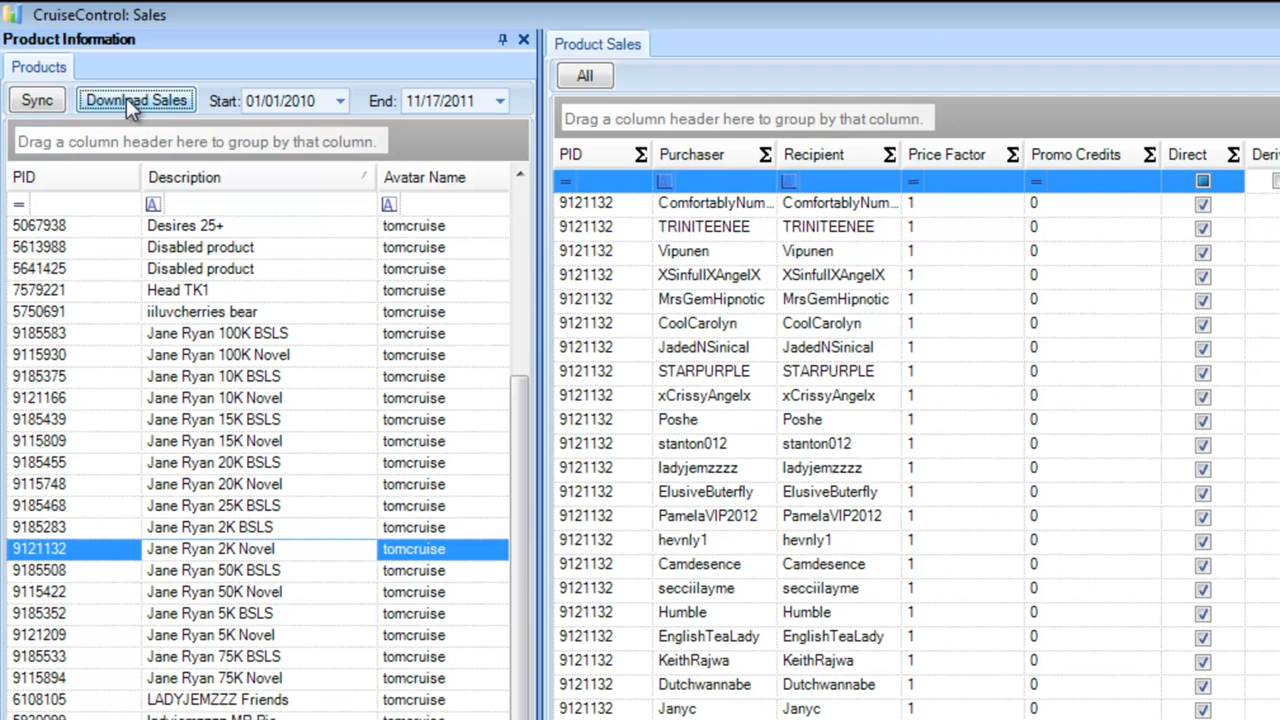 CruiseControl: Sales
Product Information
Products
Sync Download Sales Start: 01/01/2010 End: 11/17/2011
Drag a column header here to group by that column.
PID Description Avatar Name
= A A
5067938 Desires 25+ tomcruise
5613988 Disabled product tomcruise
5641425 Disabled product tomcruise
7579221 Head TK1 tomcruise
5750691 iiluvcherries bear tomcruise
9185583 Jane Ryan 100K BSLS tomcruise
9115930 Jane Ryan 100K Novel tomcruise
9185375 Jane Ryan 10K BSLS tomcruise
9121166 Jane Ryan 10K Novel tomcruise
9185439 Jane Ryan 15K BSLS tomcruise
9115809 Jane Ryan 15K Novel tomcruise
9185455 Jane Ryan 20K BSLS tomcruise
9115748 Jane Ryan 20K Novel tomcruise
9185468 Jane Ryan 25K BSLS tomcruise
9185283 Jane Ryan 2K BSLS tomcruise
9121132 Jane Ryan 2K Novel tomcruise
9185508 Jane Ryan 50K BSLS tomcruise
9115422 Jane Ryan 50K Novel tomcruise
9185352 Jane Ryan 5K BSLS tomcruise
9121209 Jane Ryan 5K Novel tomcruise
9185533 Jane Ryan 75K BSLS tomcruise
9115894 Jane Ryan 75K Novel tomcruise
6108105 LADYJEMZZZ Friends tomcruise
Product Sales
All
Drag a column header here to group by that column.
PID Σ Purchaser Σ Recipient Σ Price Factor Σ Promo Credits Σ Direct Σ Deri
= A A = =
9121132 ComfortablyNum... ComfortablyNum... 1 0
9121132 TRINITEENEE TRINITEENEE 1 0
9121132 Vipunen Vipunen 1 0
9121132 XSinfullXAngelX XSinfullXAngelX 1 0
9121132 MrsGemHipnotic MrsGemHipnotic 1 0
9121132 CoolCarolyn CoolCarolyn 1 0
9121132 JadedNSinical JadedNSinical 1 0
9121132 STARPURPLE STARPURPLE 1 0
9121132 xCrissyAngelx xCrissyAngelx 1 0
9121132 Poshe Poshe 1 0
9121132 stanton012 stanton012 1 0
9121132 ladyjemzzzz ladyjemzzzz 1 0
9121132 ElusiveButerfly ElusiveButerfly 1 0
9121132 PamelaVIP2012 PamelaVIP2012 1 0
9121132 hevnly1 hevnly1 1 0
9121132 Camdesence Camdesence 1 0
9121132 secciilayme secciilayme 1 0
9121132 Humble Humble 1 0
9121132 EnglishTeaLady EnglishTeaLady 1 0
9121132 KeithRajwa KeithRajwa 1 0
9121132 Dutchwannabe Dutchwannabe 1 0
9121132 Janyc Janyc 1 0